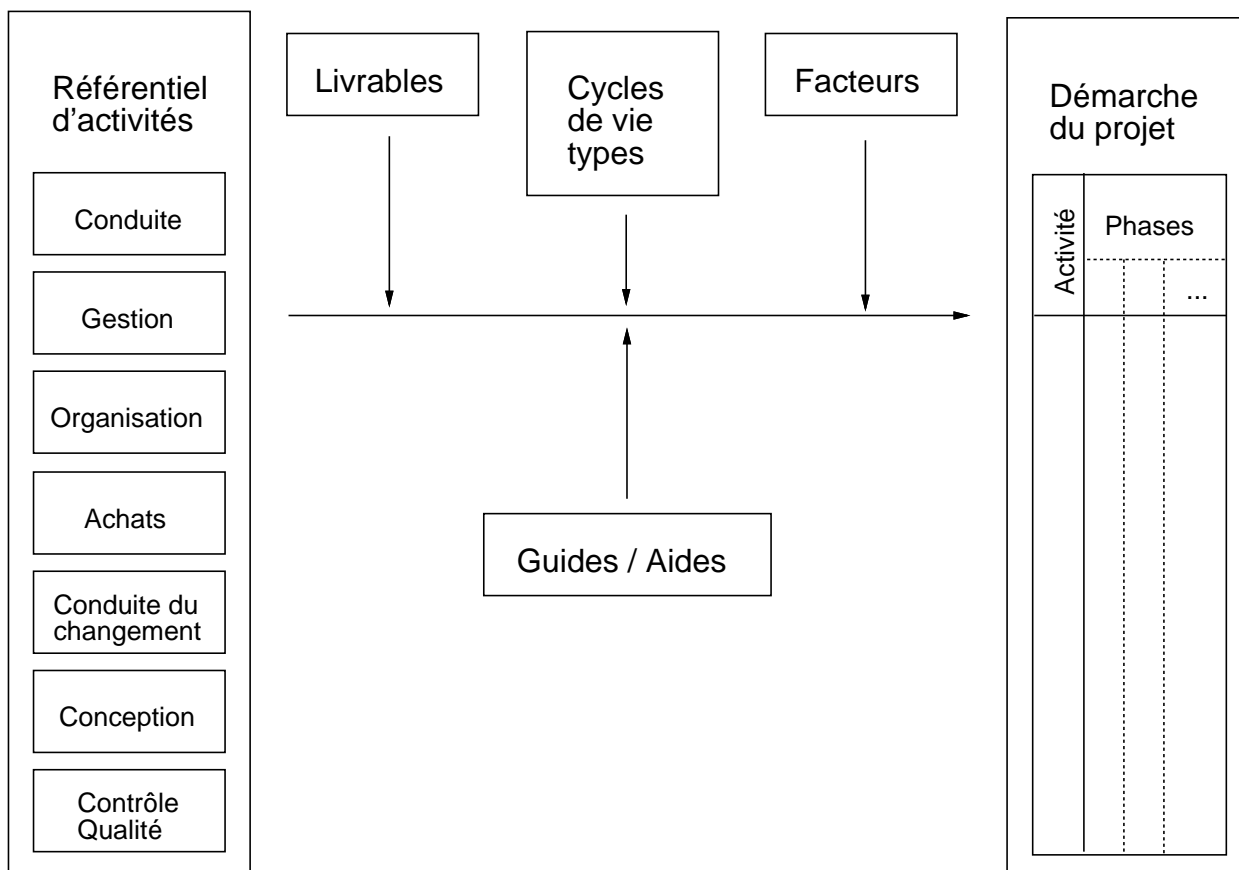 Référentiel
d’activités
Conduite
Gestion
Organisation
Achats
Conduite du
changement
Conception
Contrôle
Qualité
Livrables
Cycles
de vie
types
Facteurs
Guides / Aides
Démarche
du projet
Activité
Phases
...